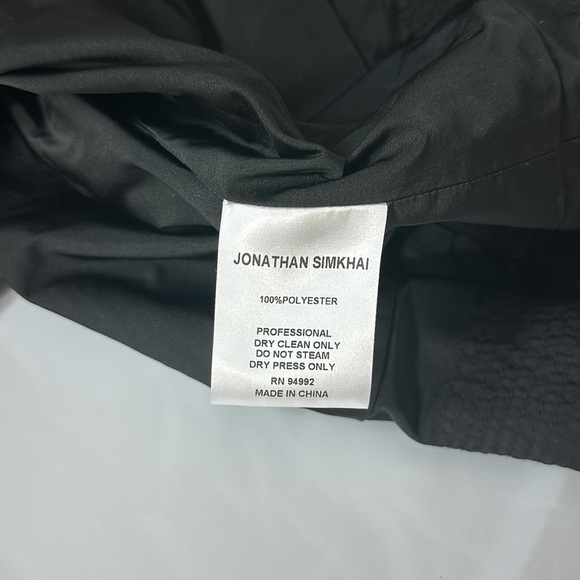 JONATHAN SIMKHAI
100%POLYESTER
PROFESSIONAL
DRY CLEAN ONLY
DO NOT STEAM
DRY PRESS ONLY
RN 94992
MADE IN CHINA